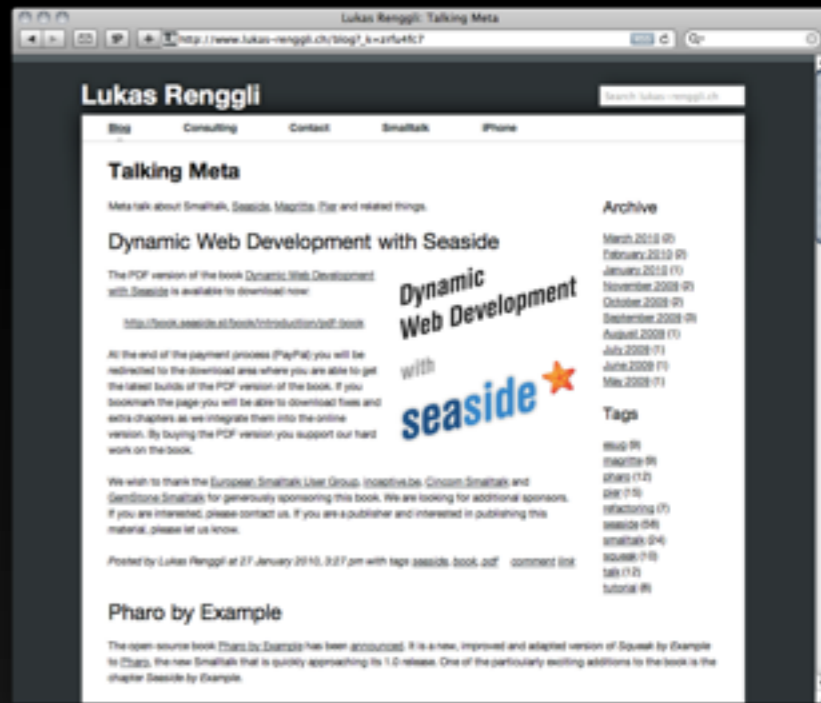 Lukas Renggli: Talking Meta
Lukas Renggli
Search lukas-renggli.ch
Blog Consulting Contact Smalltalk iPhone
Talking Meta
Meta talk about Smalltalk, Seaside, Magritte, Pier and related things.
Dynamic Web Development with Seaside
The PDF version of the book Dynamic Web Development
with Seaside is available to download now:
http://book.seaside.st/book/introduction/pdf-book
At the end of the payment process (PayPal) you will be
redirected to the download area where you are able to get
the latest builds of the PDF version of the book. If you
bookmark the page you will be able to download fixes and
extra chapters as we integrate them into the online
version. By buying the PDF version you support our hard
work on the book.
Dynamic
Web Development
with
seaside
We wish to thank the European Smalltalk User Group, inceptive.be, Cincom Smalltalk and
GemStone Smalltalk for generously sponsoring this book. We are looking for additional sponsors.
If you are interested, please contact us. If you are a publisher and interested in publishing this
material, please let us know.
Posted by Lukas Renggli at 27 January 2010, 3:27 pm with tags seaside, book, pdf comment link
Pharo by Example
The open-source book Pharo by Example has been announced. It is a new, improved and adapted version of Squeak by Example
to Pharo, the new Smalltalk that is quickly approaching its 1.0 release. One of the particularly exciting additions to the book is the
chapter Seaside by Example.
Archive
March 2010 (2)
February 2010 (2)
January 2010 (1)
November 2009 (2)
October 2009 (2)
September 2009
August 2009 (1)
July 2009 (1)
June 2009 (1)
May 2009 (1)
Tags
esug (9)
magritte (9)
pharo (12)
pier (15)
refactoring (7)
seaside
smalltalk (24)
squeak (10)
talk (12)
tutorial